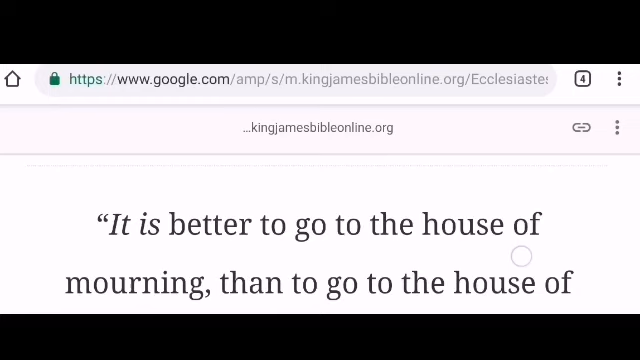 https://www.google.com/amp/s/m.kingjamesbibleonline.org/Ecclesiastes
4
...kingjamesbibleonline.org
“It is better to go to the house of
mourning, than to go to the house of